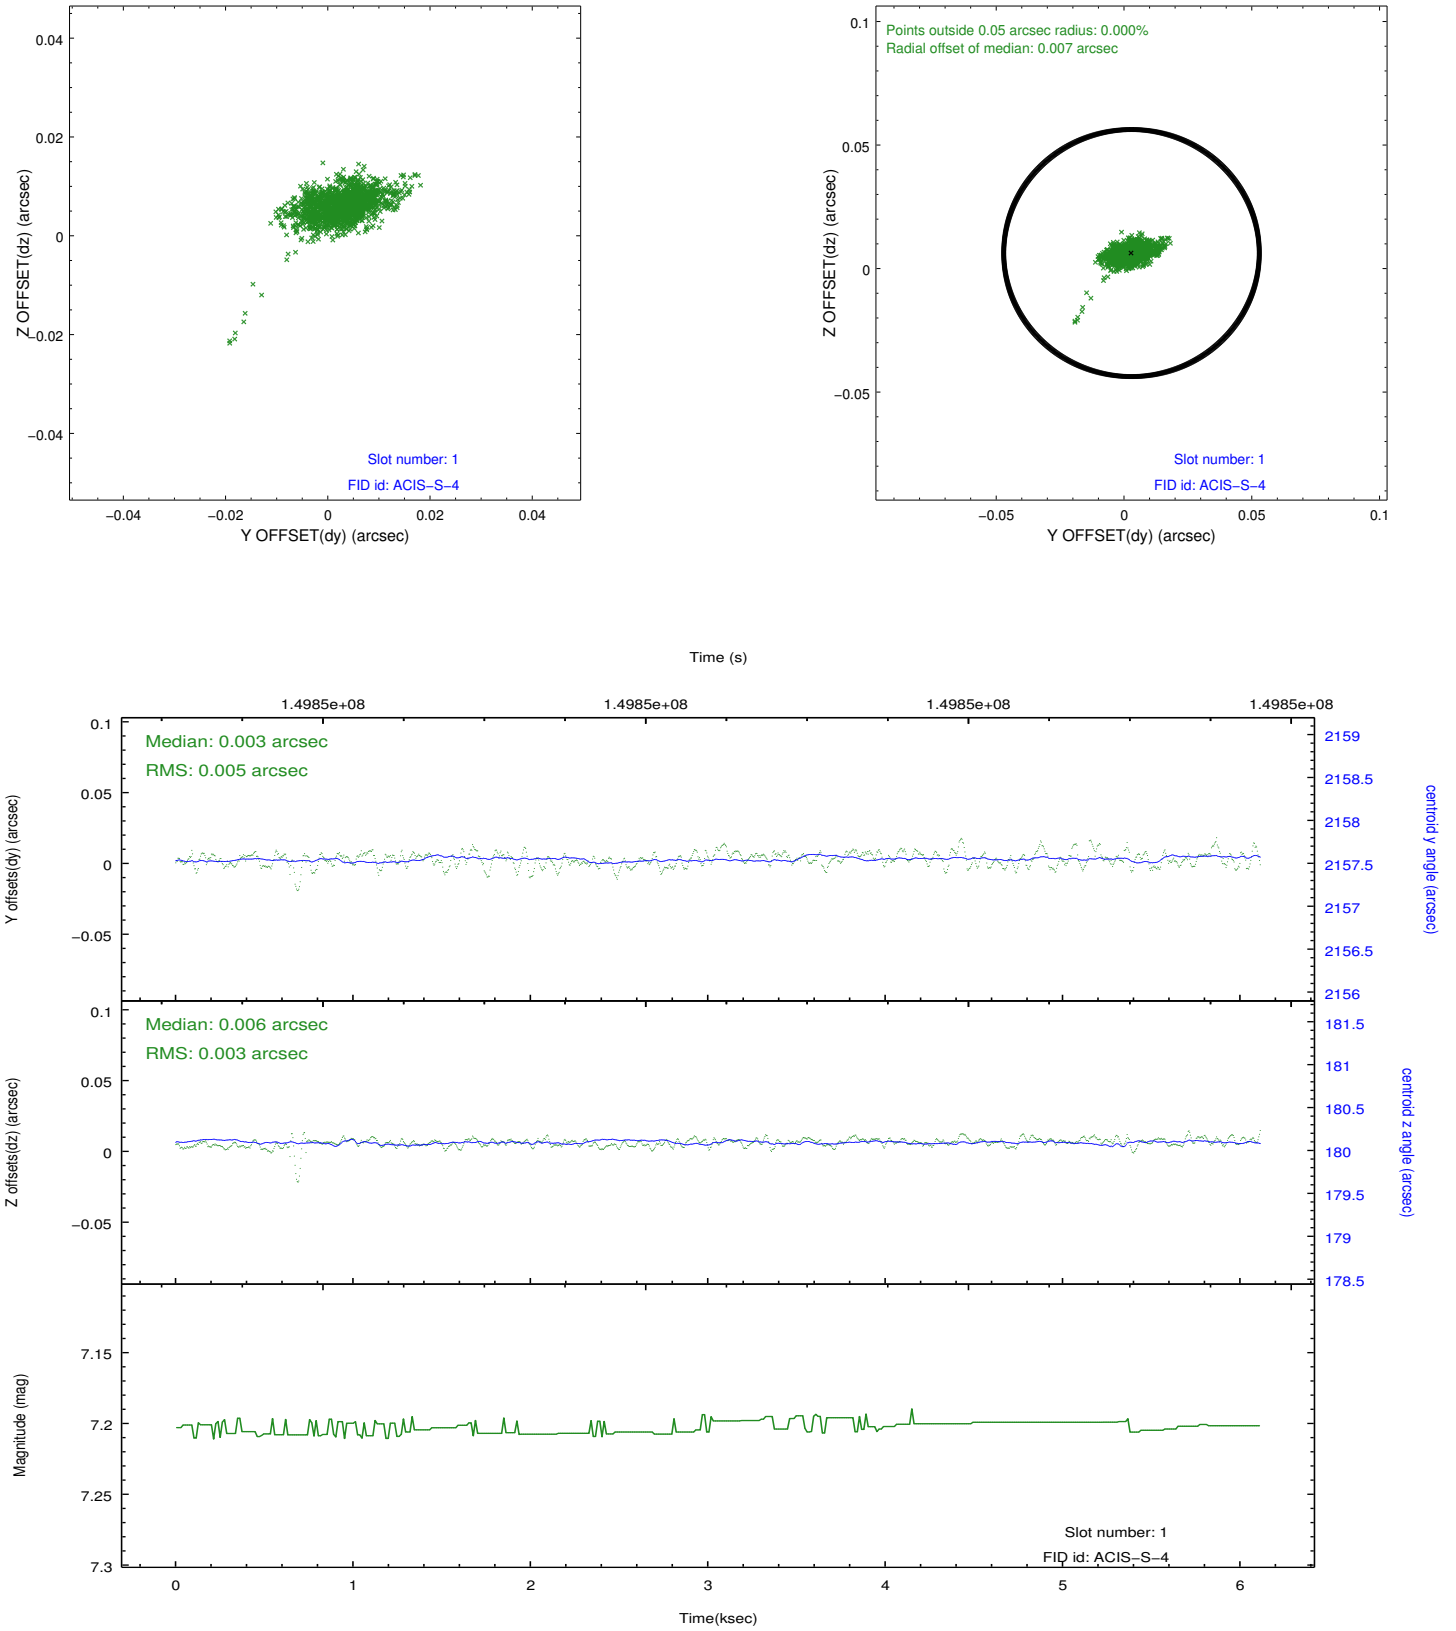 0.04
0.02
0
−0.02
−0.04
Z OFFSET(dz) (arcsec)
Slot number: 1
FID id: ACIS−S−4
−0.04
−0.02
0
0.02
0.04
Y OFFSET(dy) (arcsec)
Points outside 0.05 arcsec radius: 0.000%
Radial offset of median: 0.007 arcsec
0.1
0.05
0
−0.05
Z OFFSET(dz) (arcsec)
Slot number: 1
FID id: ACIS−S−4
−0.05
0
0.05
0.1
Y OFFSET(dy) (arcsec)
Time (s)
1.4985e+08
1.4985e+08
1.4985e+08
1.4985e+08
Median: 0.003 arcsec
RMS: 0.005 arcsec
0.1
0.05
0
−0.05
Y offsets(dy) (arcsec)
2159
2158.5
2158
2157.5
2157
2156.5
2156
centroid y angle (arcsec)
Median: 0.006 arcsec
RMS: 0.003 arcsec
0.1
0.05
0
−0.05
Z offsets(dz) (arcsec)
181.5
181
180.5
180
179.5
179
178.5
centroid z angle (arcsec)
7.15
7.2
7.25
7.3
Magnitude (mag)
Slot number: 1
FID id: ACIS−S−4
0
1
2
3
4
5
6
Time(ksec)